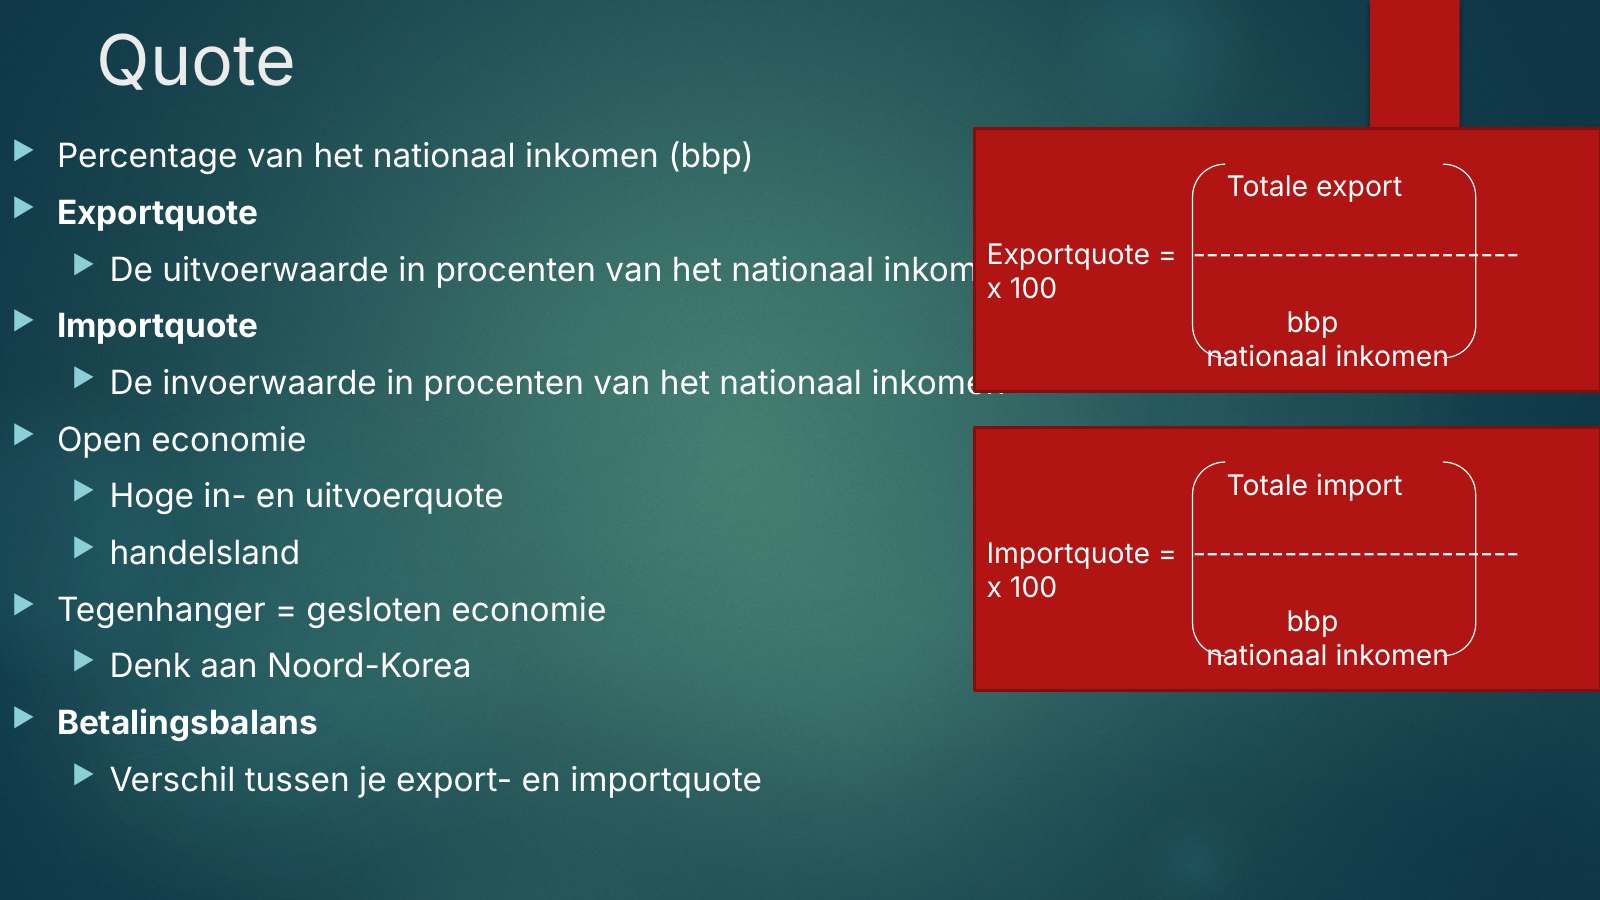 Quote
Percentage van het nationaal inkomen (bbp)
Exportquote
De uitvoerwaarde in procenten van het nationaal inkom
Importquote
De invoerwaarde in procenten van het nationaal inkomen
Open economie
Hoge in- en uitvoerquote
handelsland
Tegenhanger = gesloten economie
Denk aan Noord-Korea
Betalingsbalans
Verschil tussen je export- en importquote
Totale export
Exportquote = -------------------------
x 100
bbp
nationaal inkomen
Totale import
Importquote = -------------------------
x 100
bbp
nationaal inkomen